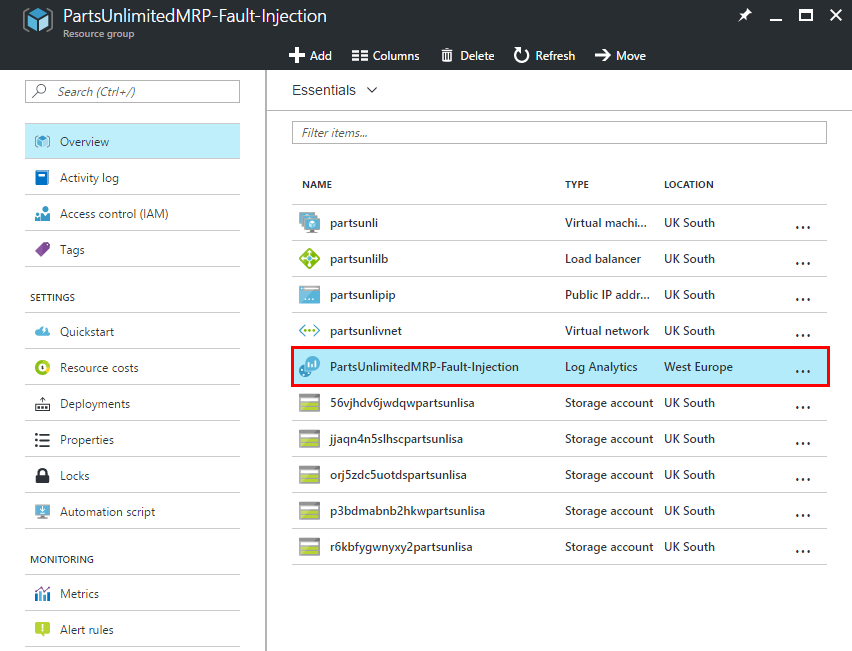 PartsUnlimitedMRP-Fault-Injection
Resource group
Add Columns Delete Refresh Move
Search (Ctrl+/)
Overview
Activity log
Access control (IAM)
Tags
SETTINGS
Quickstart
Resource costs
Deployments
Properties
Locks
Automation script
MONITORING
Metrics
Alert rules
Essentials
Filter items...
NAME TYPE LOCATION
partsunli Virtual machi... UK South ...
partsunlilb Load balancer UK South ...
partsunlipip Public IP addr... UK South ...
partsunlivnet Virtual network UK South ...
PartsUnlimitedMRP-Fault-Injection Log Analytics West Europe ...
56vjhdv6jwdqwpartsunlisa Storage account UK South ...
jjaqn4n5slhscpartsunlisa Storage account UK South ...
orj5zdc5uotdspartsunlisa Storage account UK South ...
p3bdmabnb2hkwpartsunlisa Storage account UK South ...
r6kbfygwnyxy2partsunlisa Storage account UK South ...